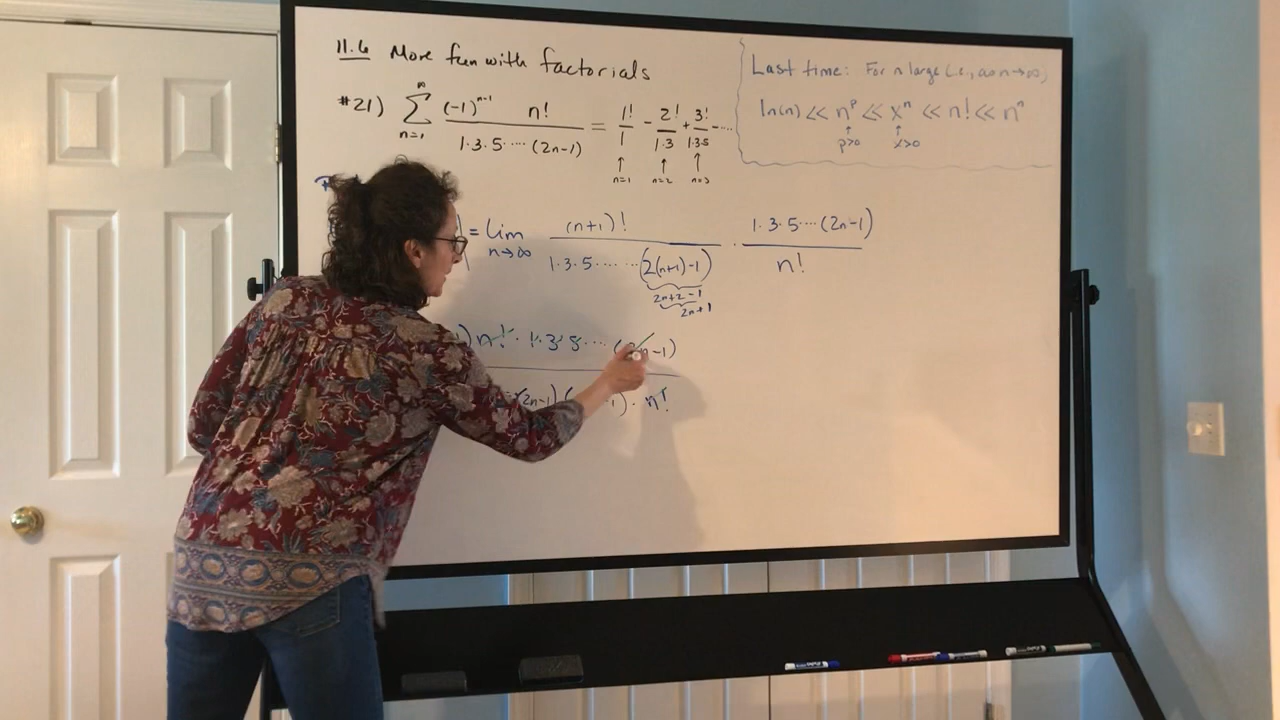 11.6 More fun with factorials
#21) ∞ ∑ n=1 (-1)^(n-1) n! / 1·3·5···· (2n-1) = 1!/1 - 2!/1·3 + 3!/1·3·5 - ····
↑ n=1 ↑ n=2 ↑ n=3
Last time: For n large (i.e., as n→∞)
ln(n) << n^p << x^n << n! << n^n
↑ p>0 ↑ x>0
= lim n→∞ (n+1)! / 1·3·5······(2(n+1)-1) · 1·3·5····(2n-1) / n!
2n+2-1
2n+1
) n! · 1·3·5···· (2n-1)
(2n-1) ( -1) · n!